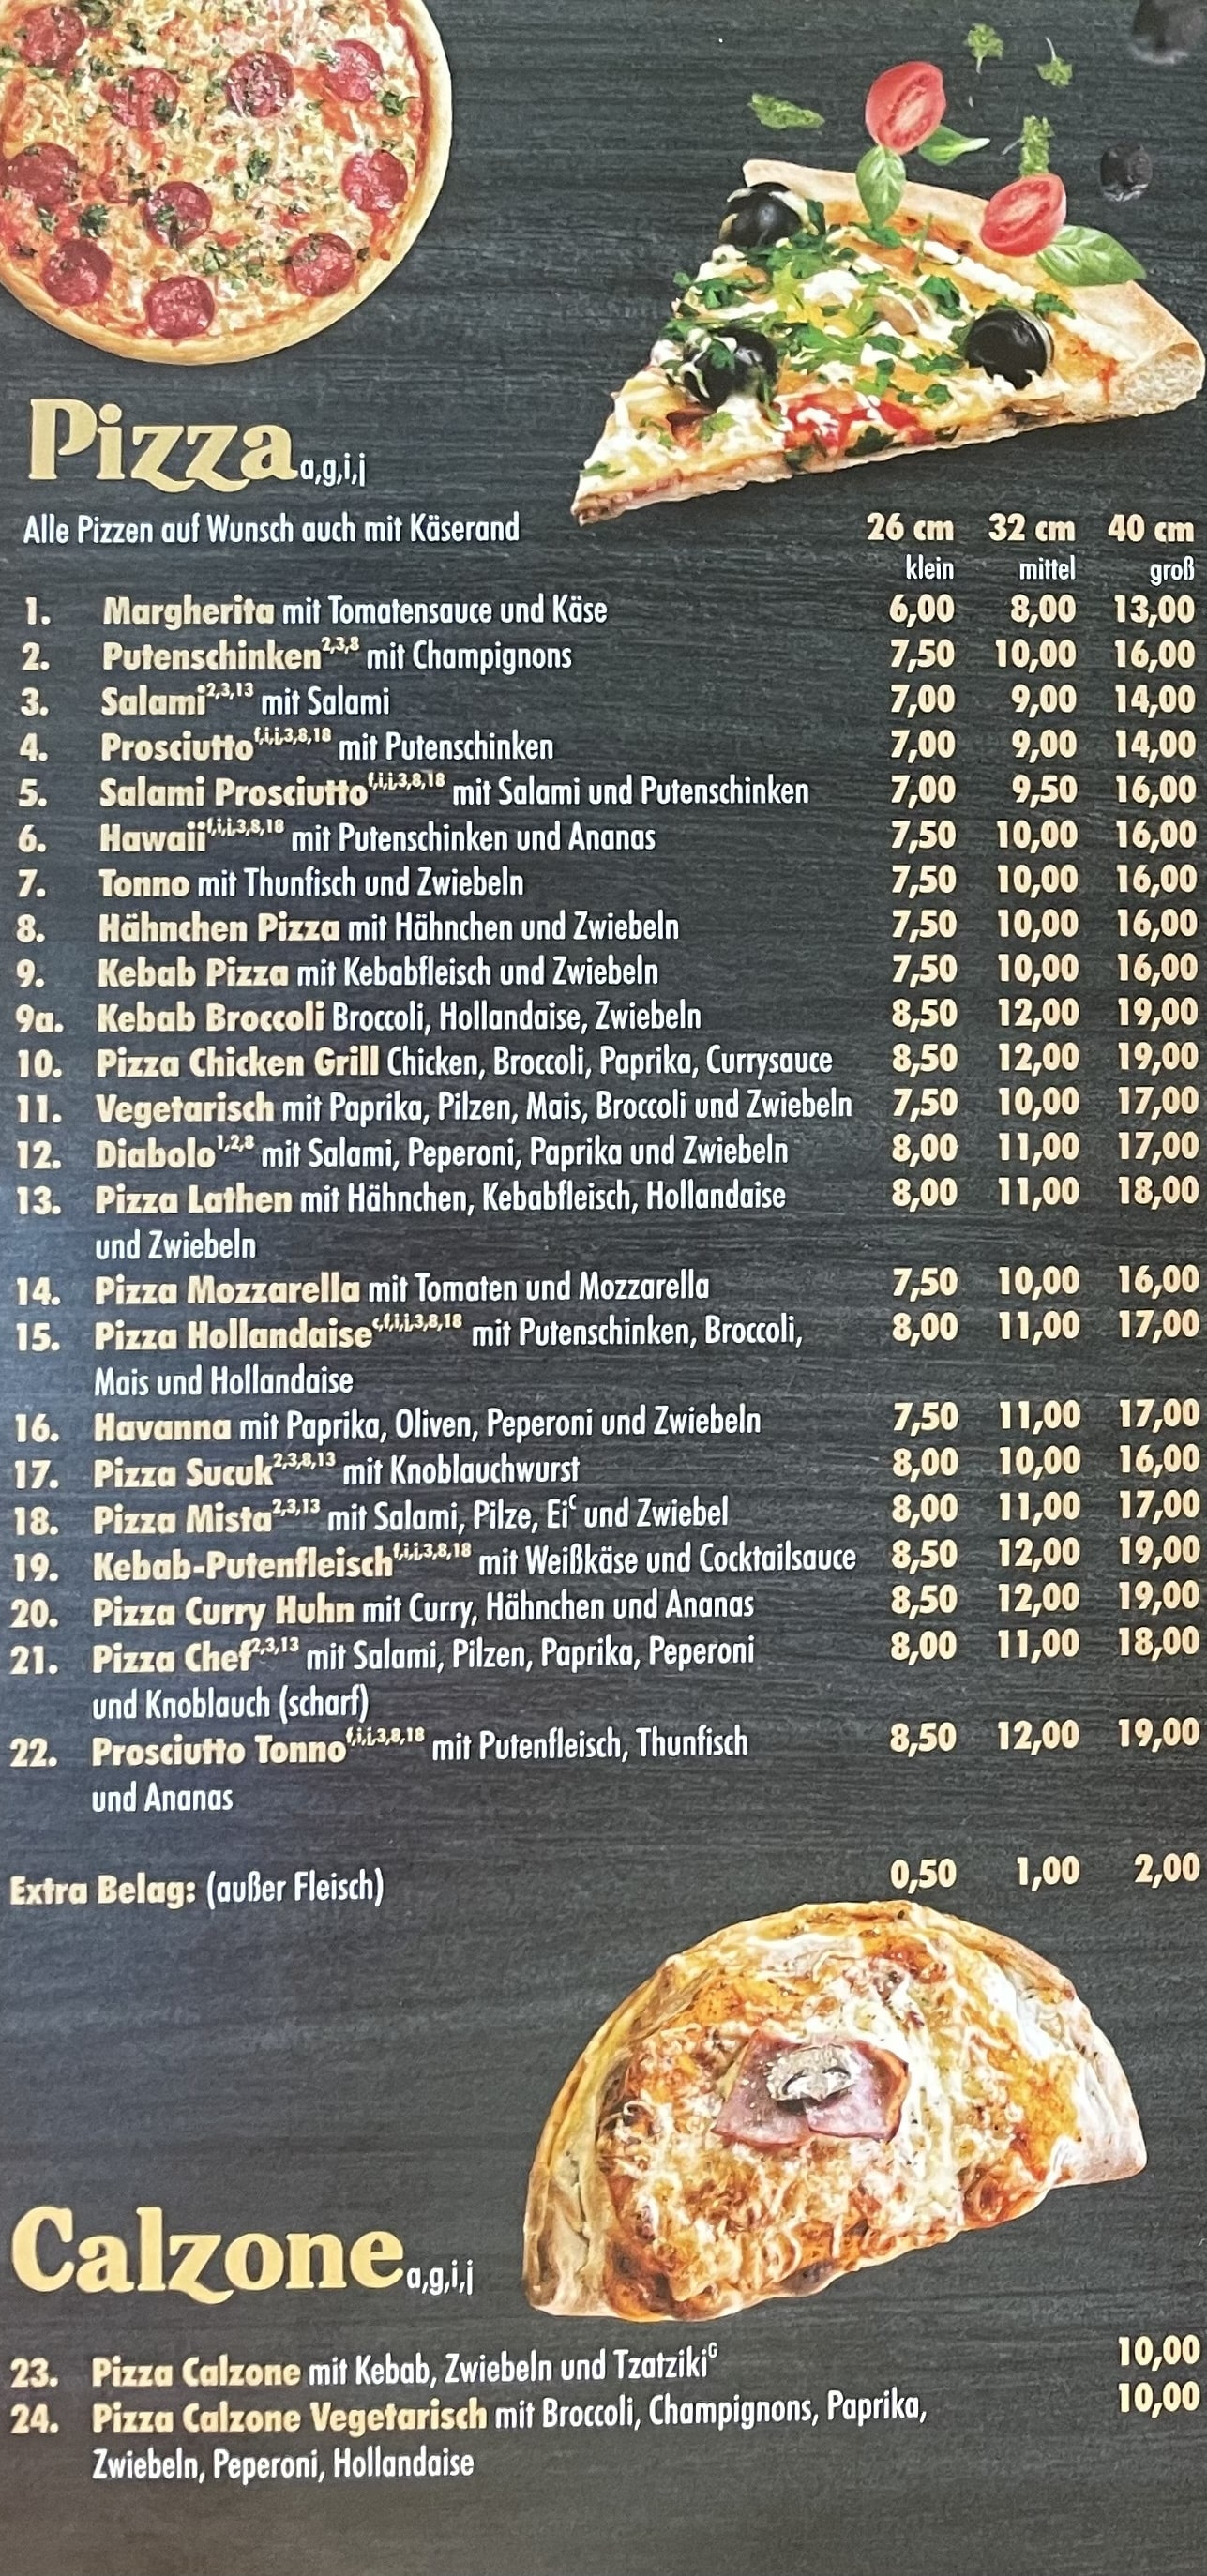 Pizza a,g,i,j
Alle Pizzen auf Wunsch auch mit Käserand
26 cm 32 cm 40 cm
klein mittel groß
1. Margherita mit Tomatensauce und Käse 6,00 8,00 13,00
2. Putenschinken2,3,8 mit Champignons 7,50 10,00 16,00
3. Salami2,3,13 mit Salami 7,00 9,00 14,00
4. Prosciuttof,i,j,3,8,18 mit Putenschinken 7,00 9,00 14,00
5. Salami Prosciuttof,i,j,3,8,18 mit Salami und Putenschinken 7,00 9,50 16,00
6. Hawaiif,i,j,3,8,18 mit Putenschinken und Ananas 7,50 10,00 16,00
7. Tonno mit Thunfisch und Zwiebeln 7,50 10,00 16,00
8. Hähnchen Pizza mit Hähnchen und Zwiebeln 7,50 10,00 16,00
9. Kebab Pizza mit Kebabfleisch und Zwiebeln 7,50 10,00 16,00
9a. Kebab Broccoli Broccoli, Hollandaise, Zwiebeln 8,50 12,00 19,00
10. Pizza Chicken Grill Chicken, Broccoli, Paprika, Currysauce 8,50 12,00 19,00
11. Vegetarisch mit Paprika, Pilzen, Mais, Broccoli und Zwiebeln 7,50 10,00 17,00
12. Diabolo1,2,8 mit Salami, Peperoni, Paprika und Zwiebeln 8,00 11,00 17,00
13. Pizza Lathen mit Hähnchen, Kebabfleisch, Hollandaise 8,00 11,00 18,00
und Zwiebeln
14. Pizza Mozzarella mit Tomaten und Mozzarella 7,50 10,00 16,00
15. Pizza Hollandaisec,f,i,j,3,8,18 mit Putenschinken, Broccoli, 8,00 11,00 17,00
Mais und Hollandaise
16. Havanna mit Paprika, Oliven, Peperoni und Zwiebeln 7,50 11,00 17,00
17. Pizza Sucuk2,3,8,13 mit Knoblauchwurst 8,00 10,00 16,00
18. Pizza Mista2,3,13 mit Salami, Pilze, EiC und Zwiebel 8,00 11,00 17,00
19. Kebab-Putenfleischf,i,j,3,8,18 mit Weißkäse und Cocktailsauce 8,50 12,00 19,00
20. Pizza Curry Huhn mit Curry, Hähnchen und Ananas 8,50 12,00 19,00
21. Pizza Chef2,3,13 mit Salami, Pilzen, Paprika, Peperoni 8,00 11,00 18,00
und Knoblauch (scharf)
22. Prosciutto Tonnof,i,j,3,8,18 mit Putenfleisch, Thunfisch 8,50 12,00 19,00
und Ananas
Extra Belag: (außer Fleisch) 0,50 1,00 2,00
Calzone a,g,i,j
23. Pizza Calzone mit Kebab, Zwiebeln und TzatzikiG 10,00
24. Pizza Calzone Vegetarisch mit Broccoli, Champignons, Paprika, 10,00
Zwiebeln, Peperoni, Hollandaise